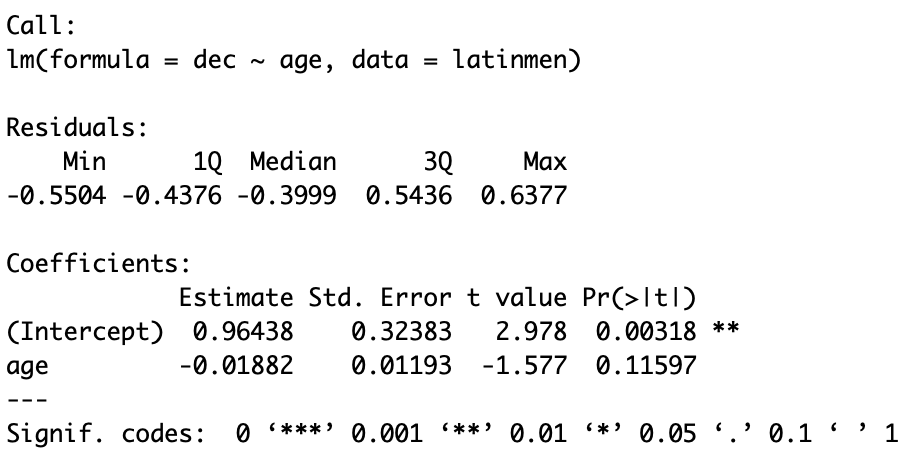 Call:
lm(formula = dec ~ age, data = latinmen)
Residuals:
    Min      1Q  Median      3Q     Max
-0.5504 -0.4376 -0.3999  0.5436  0.6377
Coefficients:
            Estimate Std. Error t value Pr(>|t|)
(Intercept)  0.96438    0.32383   2.978  0.00318 **
age         -0.01882    0.01193  -1.577  0.11597
---
Signif. codes:  0 ‘***’ 0.001 ‘**’ 0.01 ‘*’ 0.05 ‘.’ 0.1 ‘ ’ 1